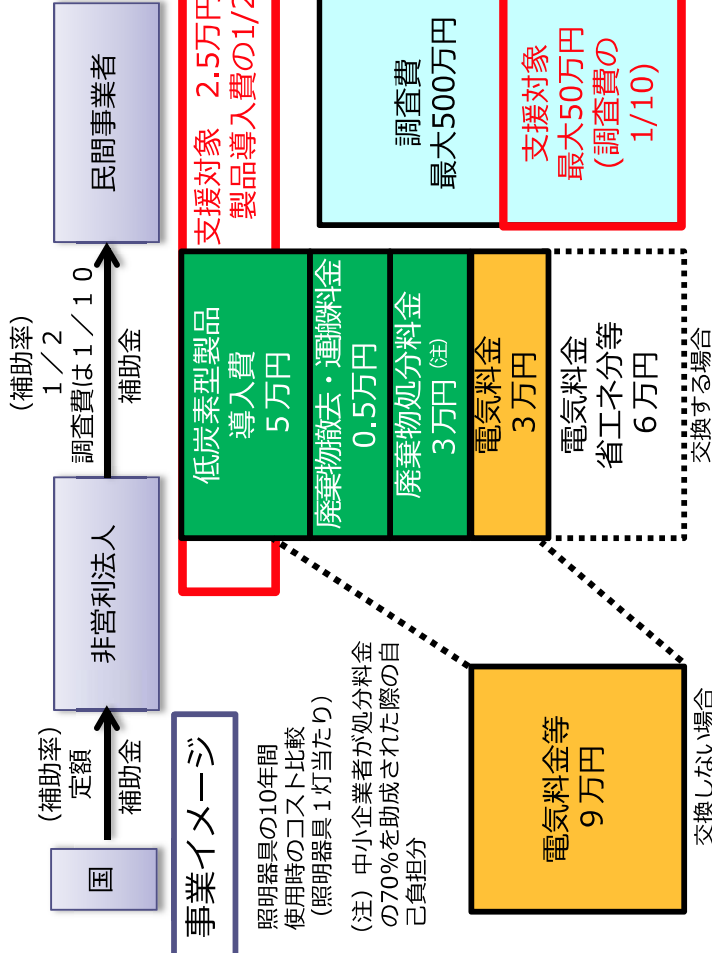 国
(補助率)
定額
補助金
非営利法人
(補助率)
1/2
調査費は1/10
補助金
民間事業者
事業イメージ
照明器具の10年間
使用時のコスト比較
(照明器具1灯当たり)
(注)中小企業者が処分料金
の70%を助成された際の自
己負担分
電気料金等
9万円
交換しない場合
低炭素型製品
導入費
5万円
廃棄物撤去・運搬料金
0.5万円
廃棄物処分料金
3万円(注)
電気料金
3万円
電気料金
省エネ分等
6万円
交換する場合
支援対象 2.5万円
製品導入費の1/2
調査費
最大500万円
支援対象
最大50万円
(調査費の
1/10)